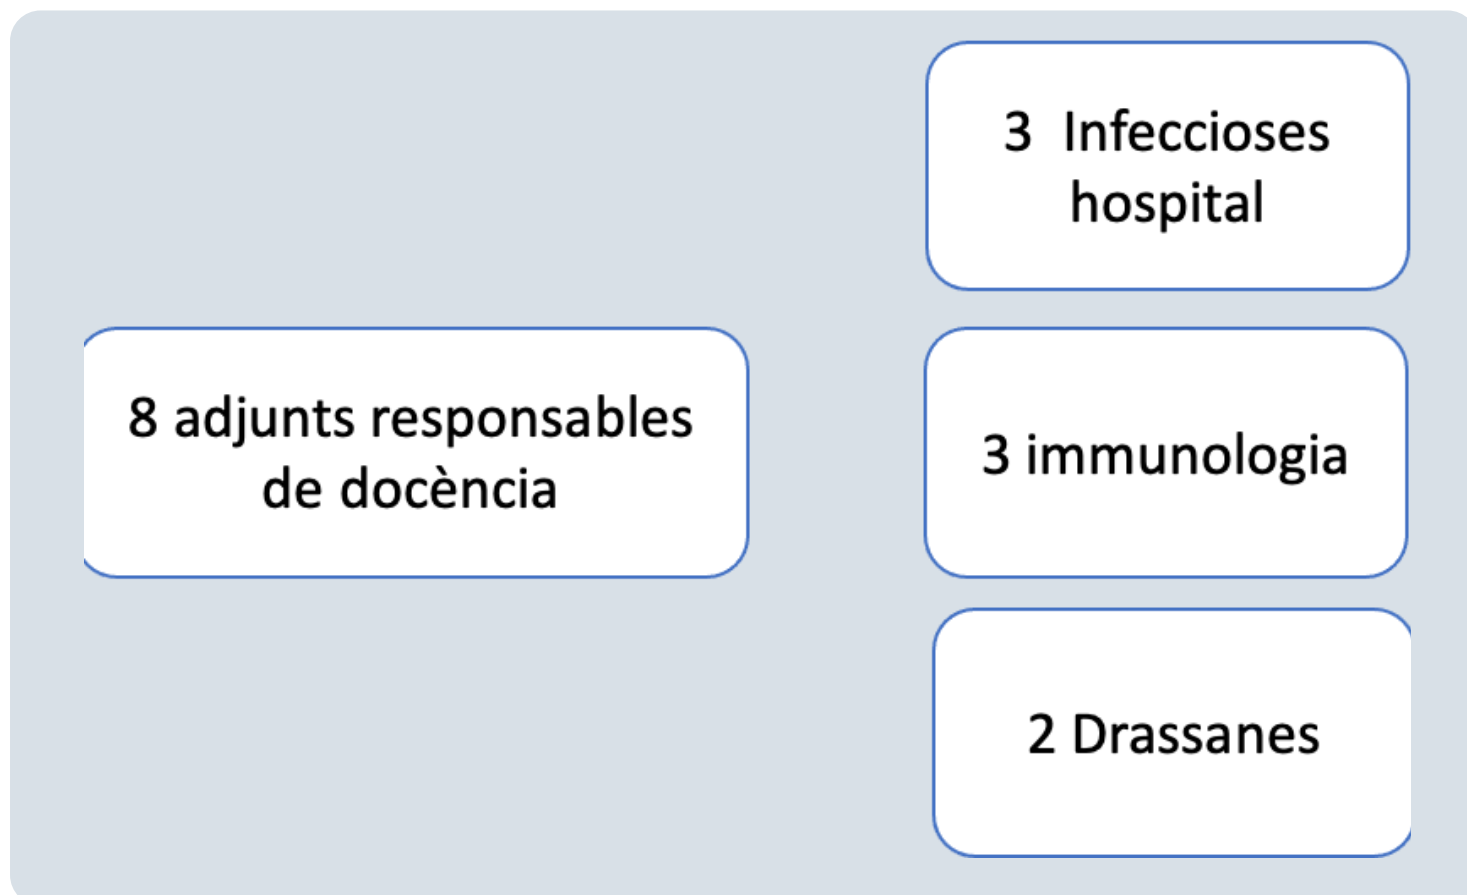 8 adjunts responsables
de docència
3 Infeccioses
hospital
3 immunologia
2 Drassanes